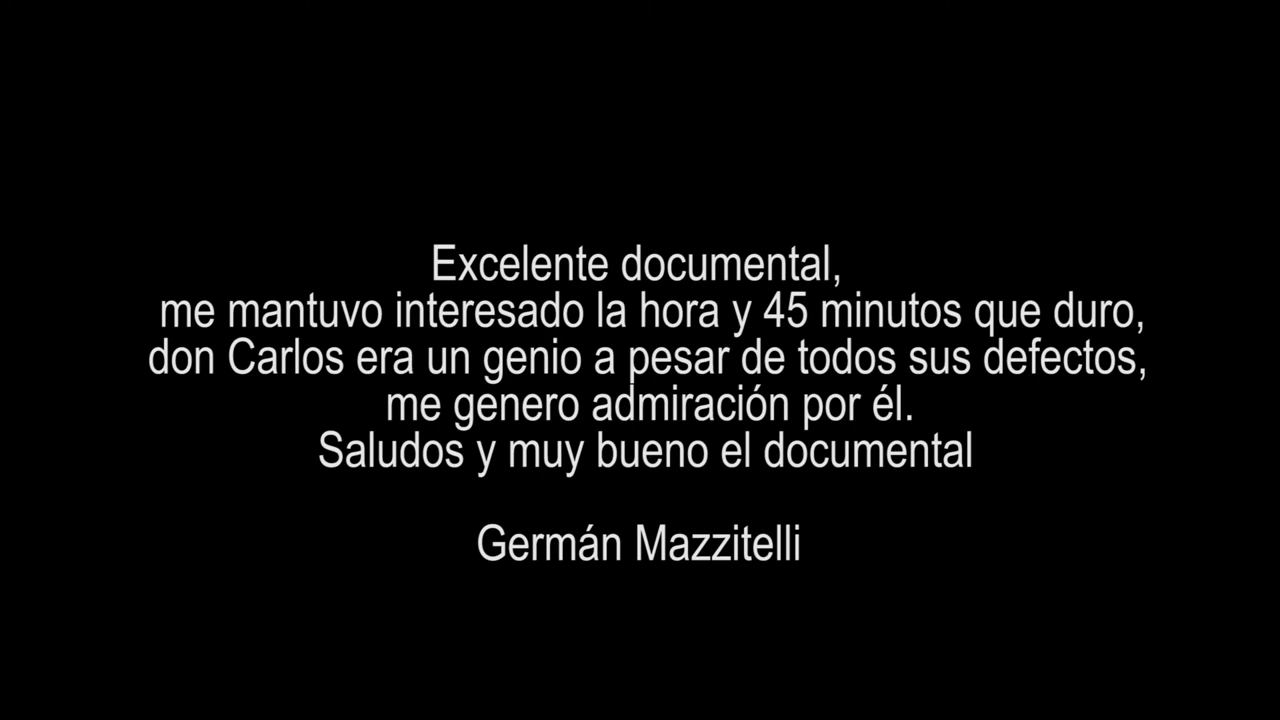 Excelente documental,
me mantuvo interesado la hora y 45 minutos que duro,
don Carlos era un genio a pesar de todos sus defectos,
me genero admiración por él.
Saludos y muy bueno el documental
Germán Mazzitelli